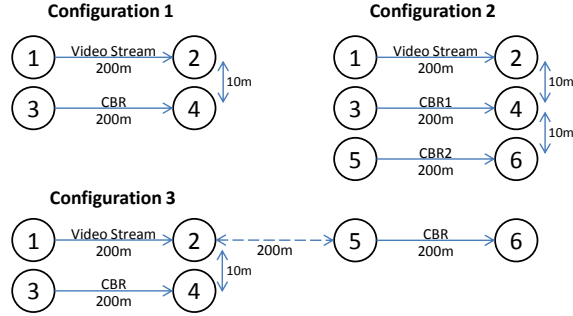 Configuration 1
1 Video Stream 2
200m
10m
3 CBR 4
200m
Configuration 2
1 Video Stream 2
200m
10m
3 CBR1 4
200m
10m
5 CBR2 6
200m
Configuration 3
1 Video Stream 2 5 CBR 6
200m 200m 200m
10m
3 CBR 4
200m